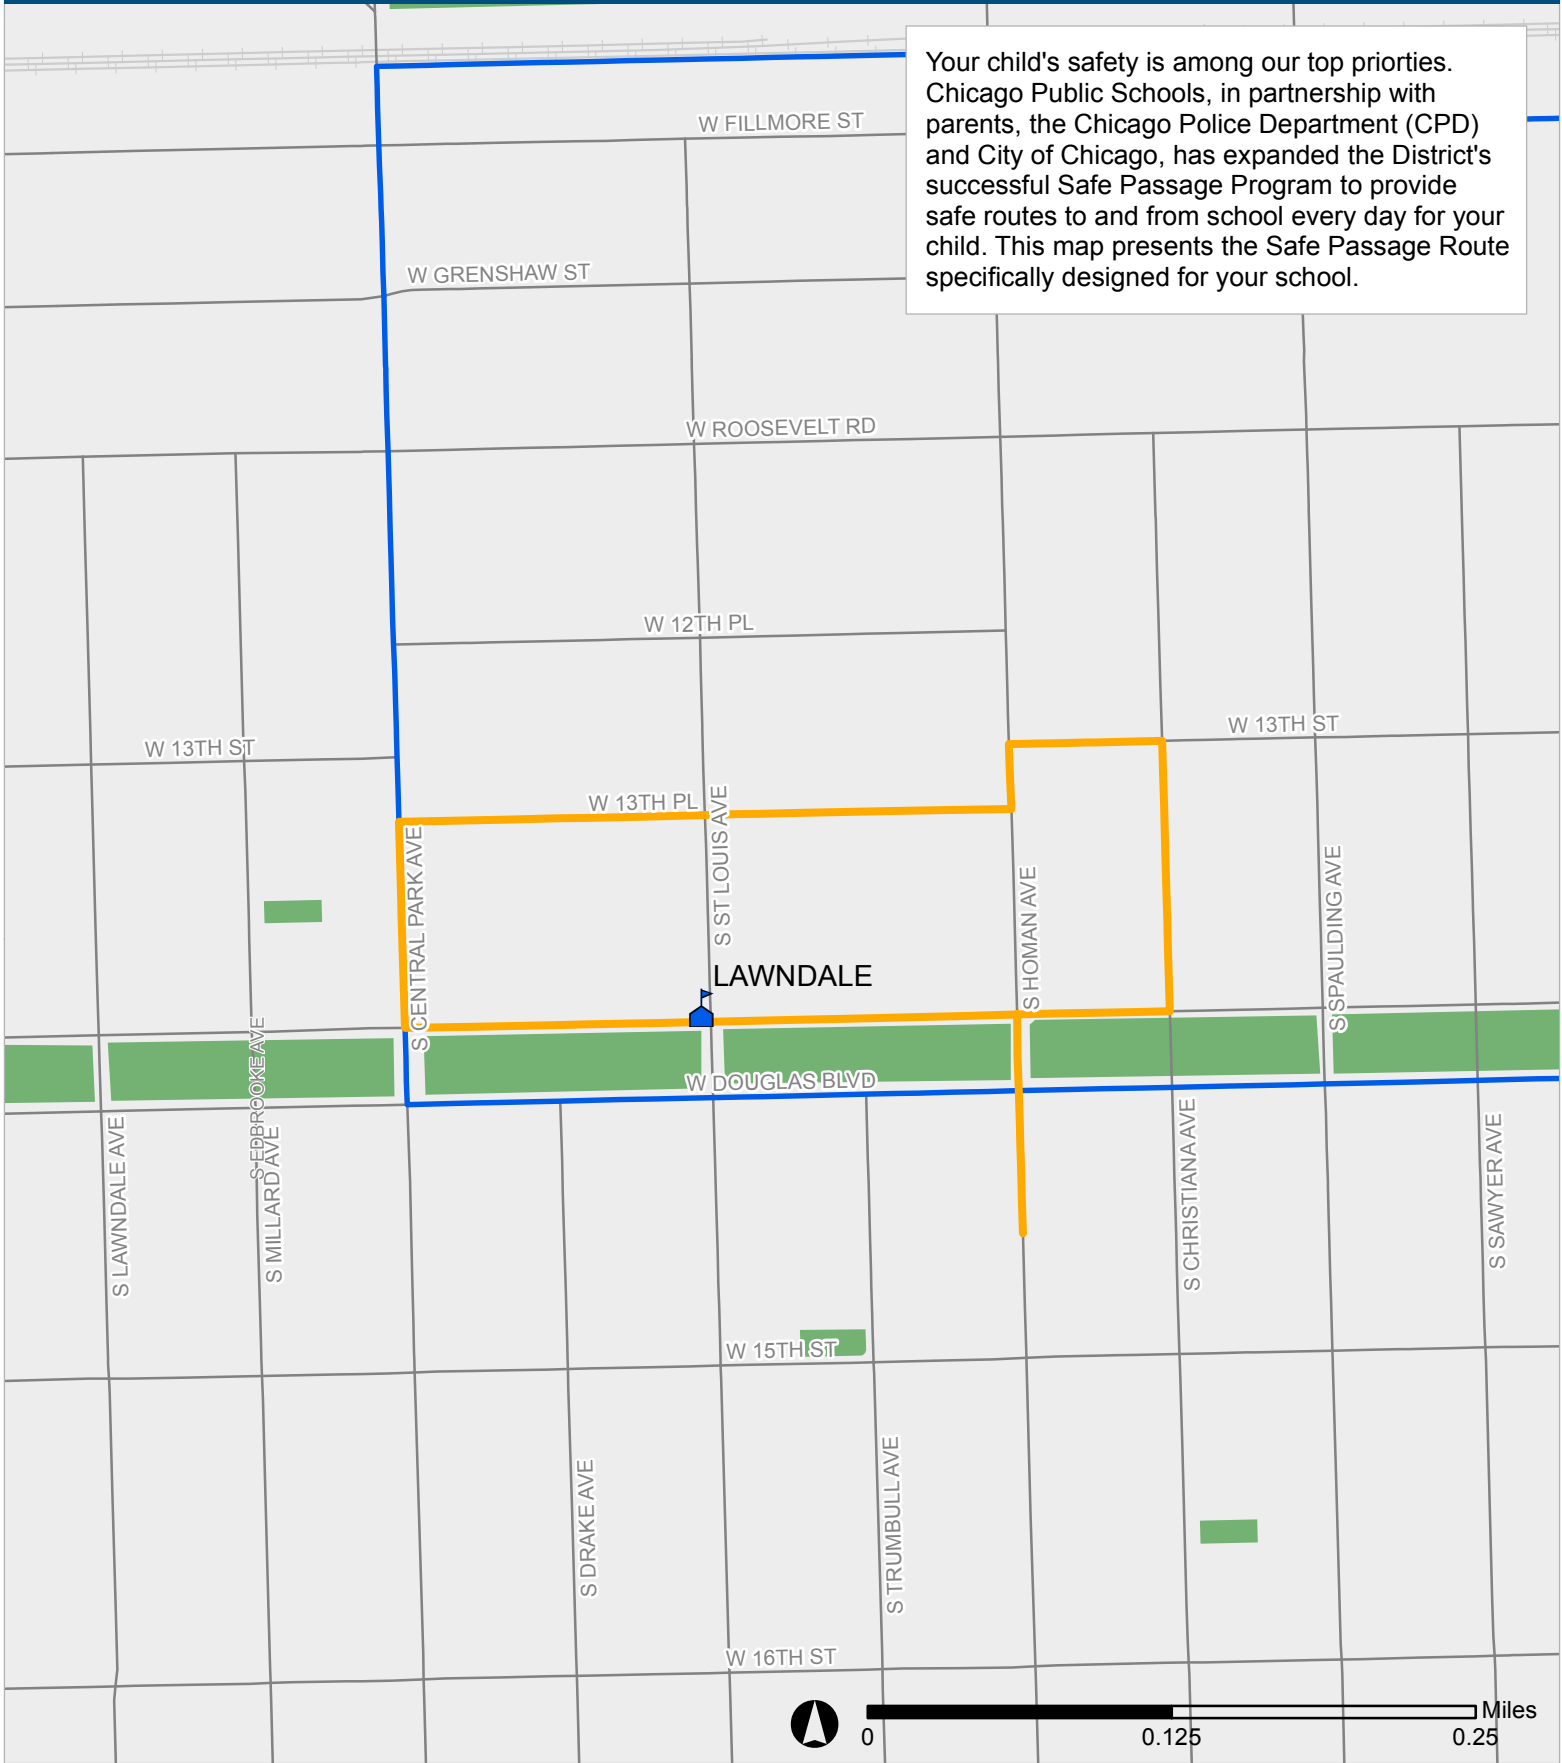 Your child's safety is among our top priorties.
Chicago Public Schools, in partnership with
parents, the Chicago Police Department (CPD)
and City of Chicago, has expanded the District's
successful Safe Passage Program to provide
safe routes to and from school every day for your
child. This map presents the Safe Passage Route
specifically designed for your school.
W FILLMORE ST
W GRENSHAW ST
W ROOSEVELT RD
W 12TH PL
W 13TH ST
W 13TH ST
W 13TH PL
S CENTRAL PARK AVE
S ST LOUIS AVE
S HOMAN AVE
S SPAULDING AVE
LAWNDALE
W DOUGLAS BLVD
S LAWNDALE AVE
S EDBROOKE AVE
S MILLARD AVE
S CHRISTIANA AVE
S SAWYER AVE
W 15TH ST
S DRAKE AVE
S TRUMBULL AVE
W 16TH ST
Miles
0
0.125
0.25